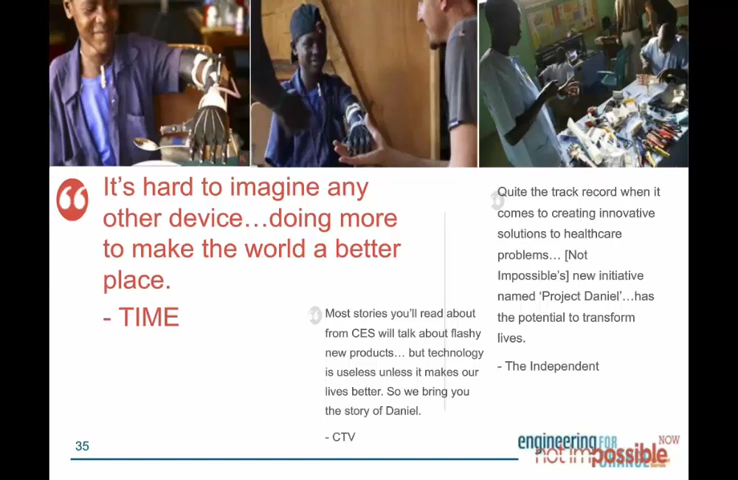 It's hard to imagine any
other device…doing more
to make the world a better
place.
- TIME
Most stories you'll read about
from CES will talk about flashy
new products… but technology
is useless unless it makes our
lives better. So we bring you
the story of Daniel.
- CTV
Quite the track record when it
comes to creating innovative
solutions to healthcare
problems… [Not
Impossible's] new initiative
named 'Project Daniel'…has
the potential to transform
lives.
- The Independent
35
engineering FOR
not impossible NOW
CHANGE